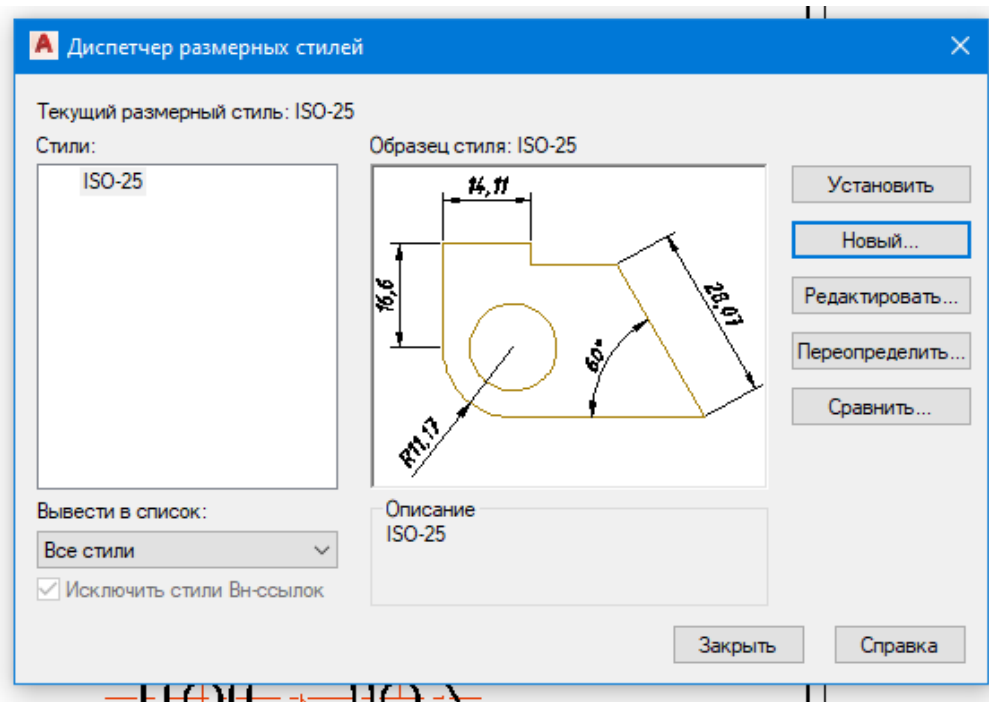 Диспетчер размерных стилей
Текущий размерный стиль: ISO-25
Стили:
ISO-25
Образец стиля: ISO-25
14,11
16,6
28,07
60°
R11,17
Установить
Новый...
Редактировать...
Переопределить...
Сравнить...
Вывести в список:
Все стили
Исключить стили Вн-ссылок
Описание
ISO-25
Закрыть
Справка